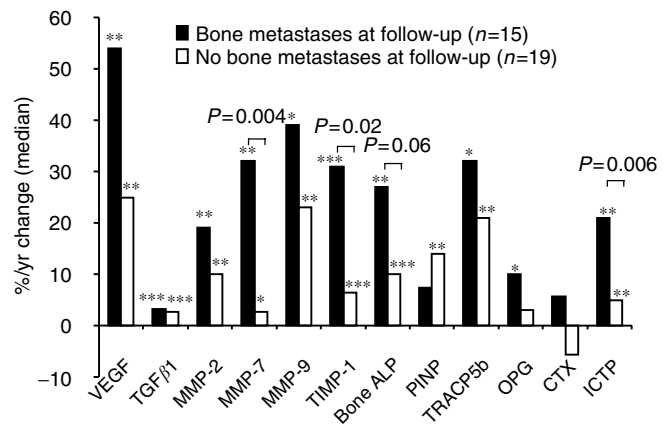 60
50
40
30
20
10
0
−10
%/yr change (median)
Bone metastases at follow-up (n=15)
No bone metastases at follow-up (n=19)
**
**
***
***
**
**
P=0.004
**
*
*
**
P=0.02
***
***
P=0.06
**
***
**
*
**
*
P=0.006
**
**
VEGF
TGFβ1
MMP-2
MMP-7
MMP-9
TIMP-1
Bone ALP
PINP
TRACP5b
OPG
CTX
ICTP